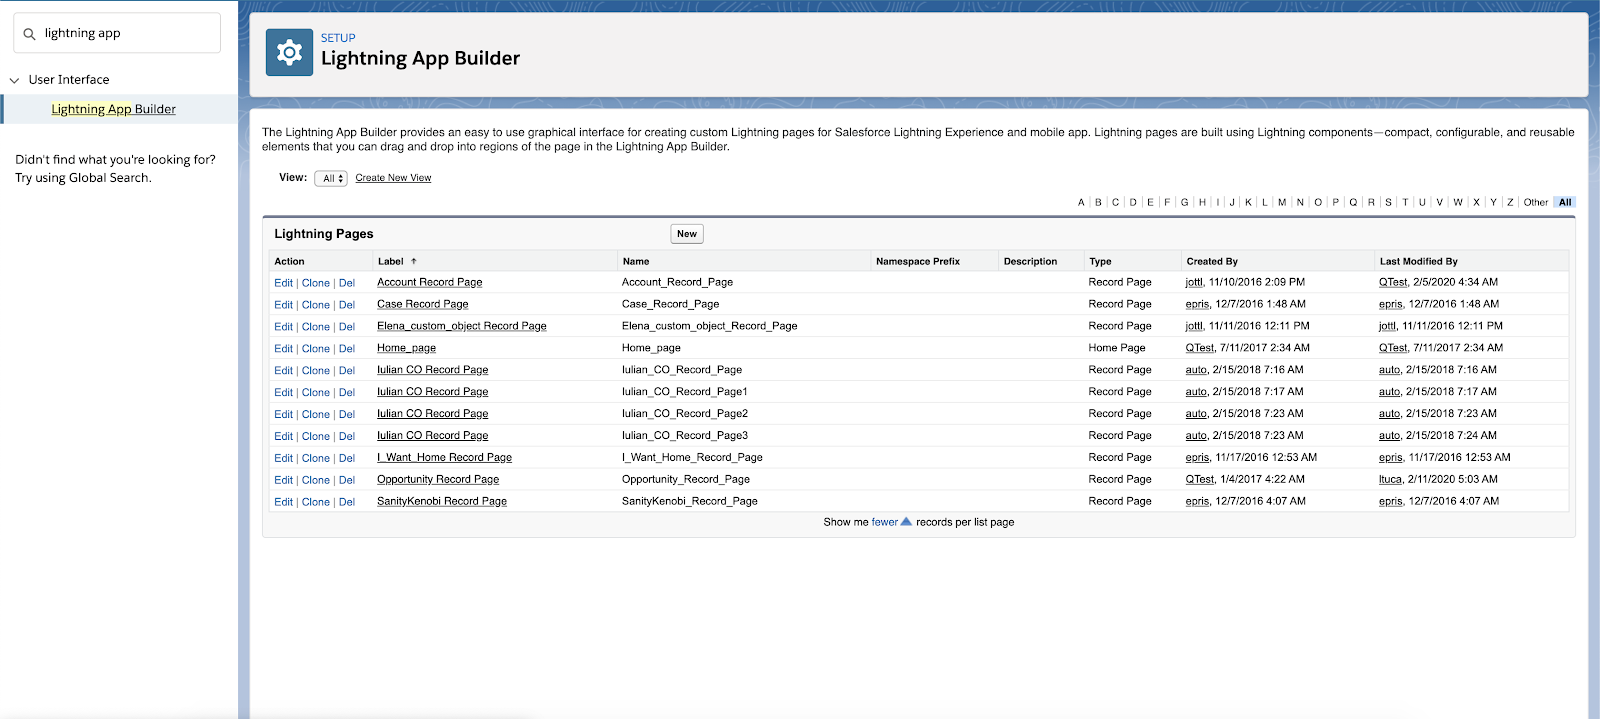 lightning app
User Interface
Lightning App Builder
Didn't find what you're looking for?
Try using Global Search.
SETUP
Lightning App Builder
The Lightning App Builder provides an easy to use graphical interface for creating custom Lightning pages for Salesforce Lightning Experience and mobile app. Lightning pages are built using Lightning components—compact, configurable, and reusable
elements that you can drag and drop into regions of the page in the Lightning App Builder.
View: All Create New View
A | B | C | D | E | F | G | H | I | J | K | L | M | N | O | P | Q | R | S | T | U | V | W | X | Y | Z | Other All
Lightning Pages New
Action Label Name Namespace Prefix Description Type Created By Last Modified By
Edit | Clone | Del Account Record Page Account_Record_Page Record Page jottl, 11/10/2016 2:09 PM QTest, 2/5/2020 4:34 AM
Edit | Clone | Del Case Record Page Case_Record_Page Record Page epris, 12/7/2016 1:48 AM epris, 12/7/2016 1:48 AM
Edit | Clone | Del Elena_custom_object Record Page Elena_custom_object_Record_Page Record Page jottl, 11/11/2016 12:11 PM jottl, 11/11/2016 12:11 PM
Edit | Clone | Del Home_page Home_page Home Page QTest, 7/11/2017 2:34 AM QTest, 7/11/2017 2:34 AM
Edit | Clone | Del Iulian CO Record Page Iulian_CO_Record_Page Record Page auto, 2/15/2018 7:16 AM auto, 2/15/2018 7:16 AM
Edit | Clone | Del Iulian CO Record Page Iulian_CO_Record_Page1 Record Page auto, 2/15/2018 7:17 AM auto, 2/15/2018 7:17 AM
Edit | Clone | Del Iulian CO Record Page Iulian_CO_Record_Page2 Record Page auto, 2/15/2018 7:23 AM auto, 2/15/2018 7:23 AM
Edit | Clone | Del Iulian CO Record Page Iulian_CO_Record_Page3 Record Page auto, 2/15/2018 7:23 AM auto, 2/15/2018 7:24 AM
Edit | Clone | Del I_Want_Home Record Page I_Want_Home_Record_Page Record Page epris, 11/17/2016 12:53 AM epris, 11/17/2016 12:53 AM
Edit | Clone | Del Opportunity Record Page Opportunity_Record_Page Record Page QTest, 1/4/2017 4:22 AM ltuca, 2/11/2020 5:03 AM
Edit | Clone | Del SanityKenobi Record Page SanityKenobi_Record_Page Record Page epris, 12/7/2016 4:07 AM epris, 12/7/2016 4:07 AM
Show me fewer records per list page